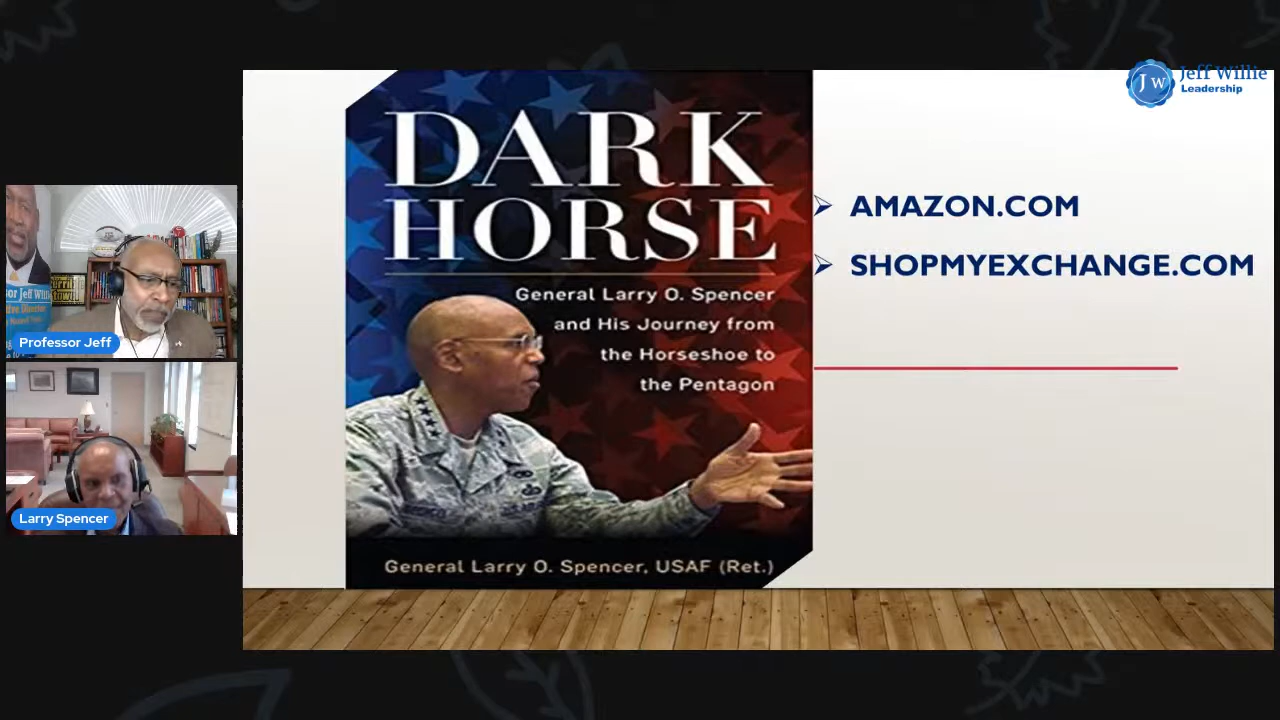 Jeff Willie
JW
Leadership
DARK
HORSE
General Larry O. Spencer
and His Journey from
the Horseshoe to
the Pentagon
General Larry O. Spencer, USAF (Ret.)
➢ AMAZON.COM
➢ SHOPMYEXCHANGE.COM
Professor Jeff
Larry Spencer